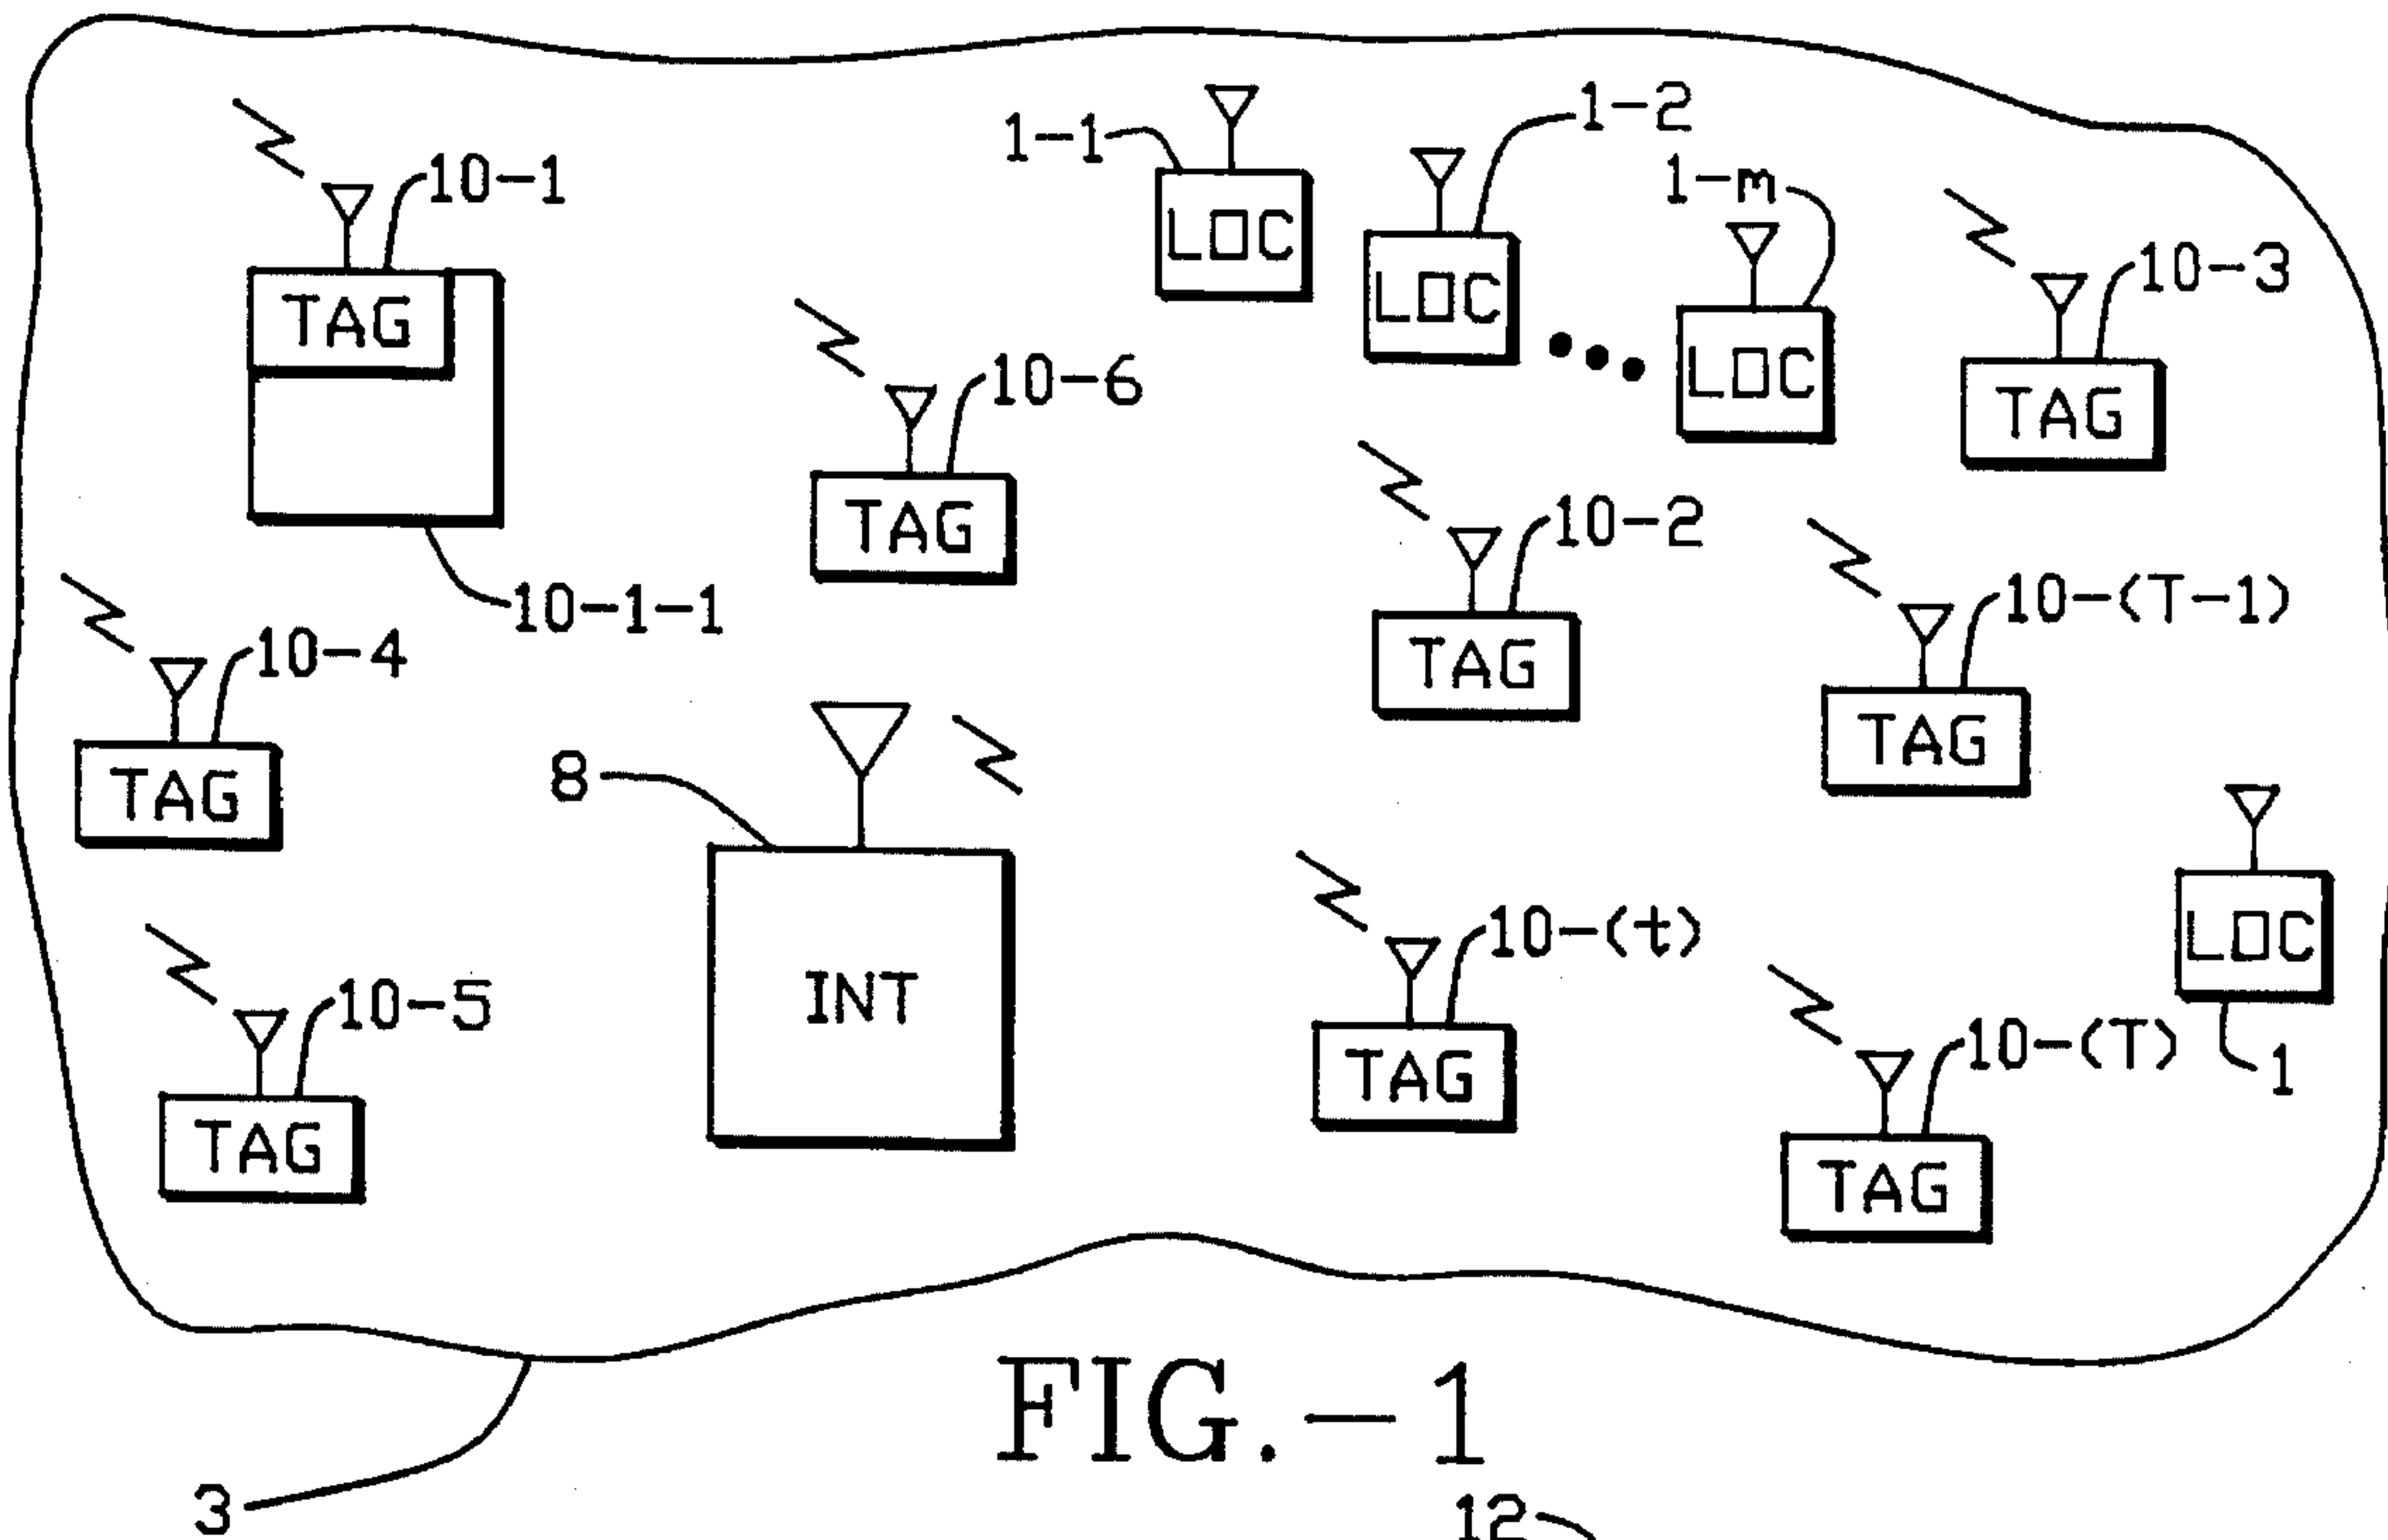 1-1
1-2
10-1
1-m
LOC
10-3
LOC
TAG
10-6
LOC
TAG
TAG
10-2
10-1-1
10-(T-1)
10-4
TAG
TAG
8
TAG
LOC
10-(t)
INT
10-5
10-(T)
1
TAG
TAG
TAG
FIG.-1
3
12